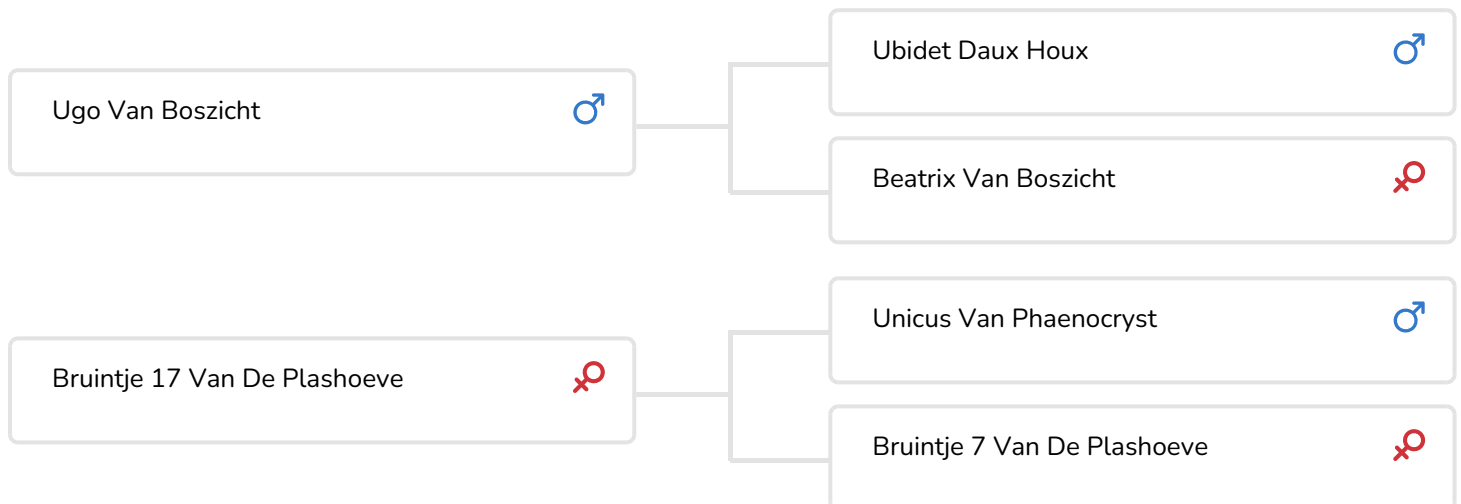 Ubidet Daux Houx
Ugo Van Boszicht
Beatrix Van Boszicht
Unicus Van Phaenocryst
Bruintje 17 Van De Plashoeve
Bruintje 7 Van De Plashoeve